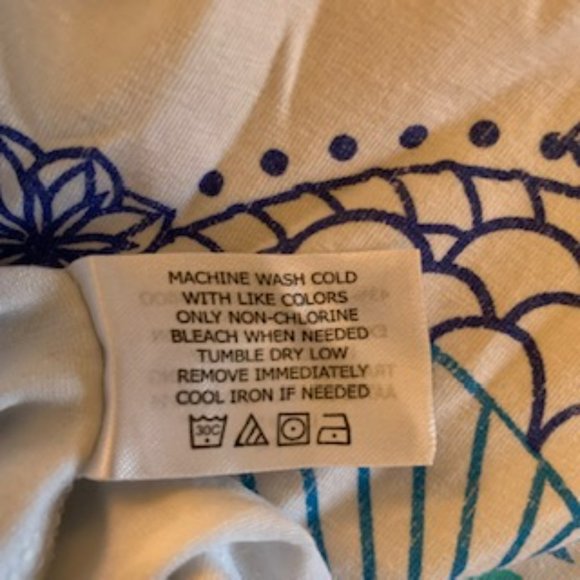 MACHINE WASH COLD
WITH LIKE COLORS
ONLY NON-CHLORINE
BLEACH WHEN NEEDED
TUMBLE DRY LOW
REMOVE IMMEDIATELY
COOL IRON IF NEEDED
30C